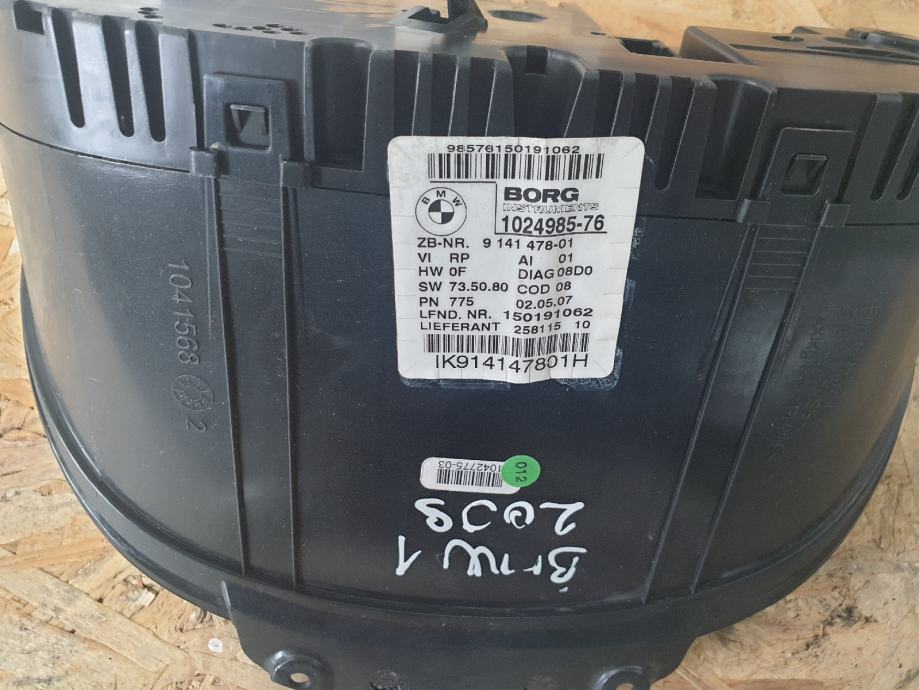 98576150191062
BMW
BORG
INSTRUMENTS
1024985-76
ZB-NR. 9 141 478-01
VI RP AI 01
HW 0F DIAG 08D0
SW 73.50.80 COD 08
PN 775 02.05.07
LFND. NR. 150191062
LIEFERANT 258115 10
IK914147801H
1041568 2
1042775-03
012
Bmw 1